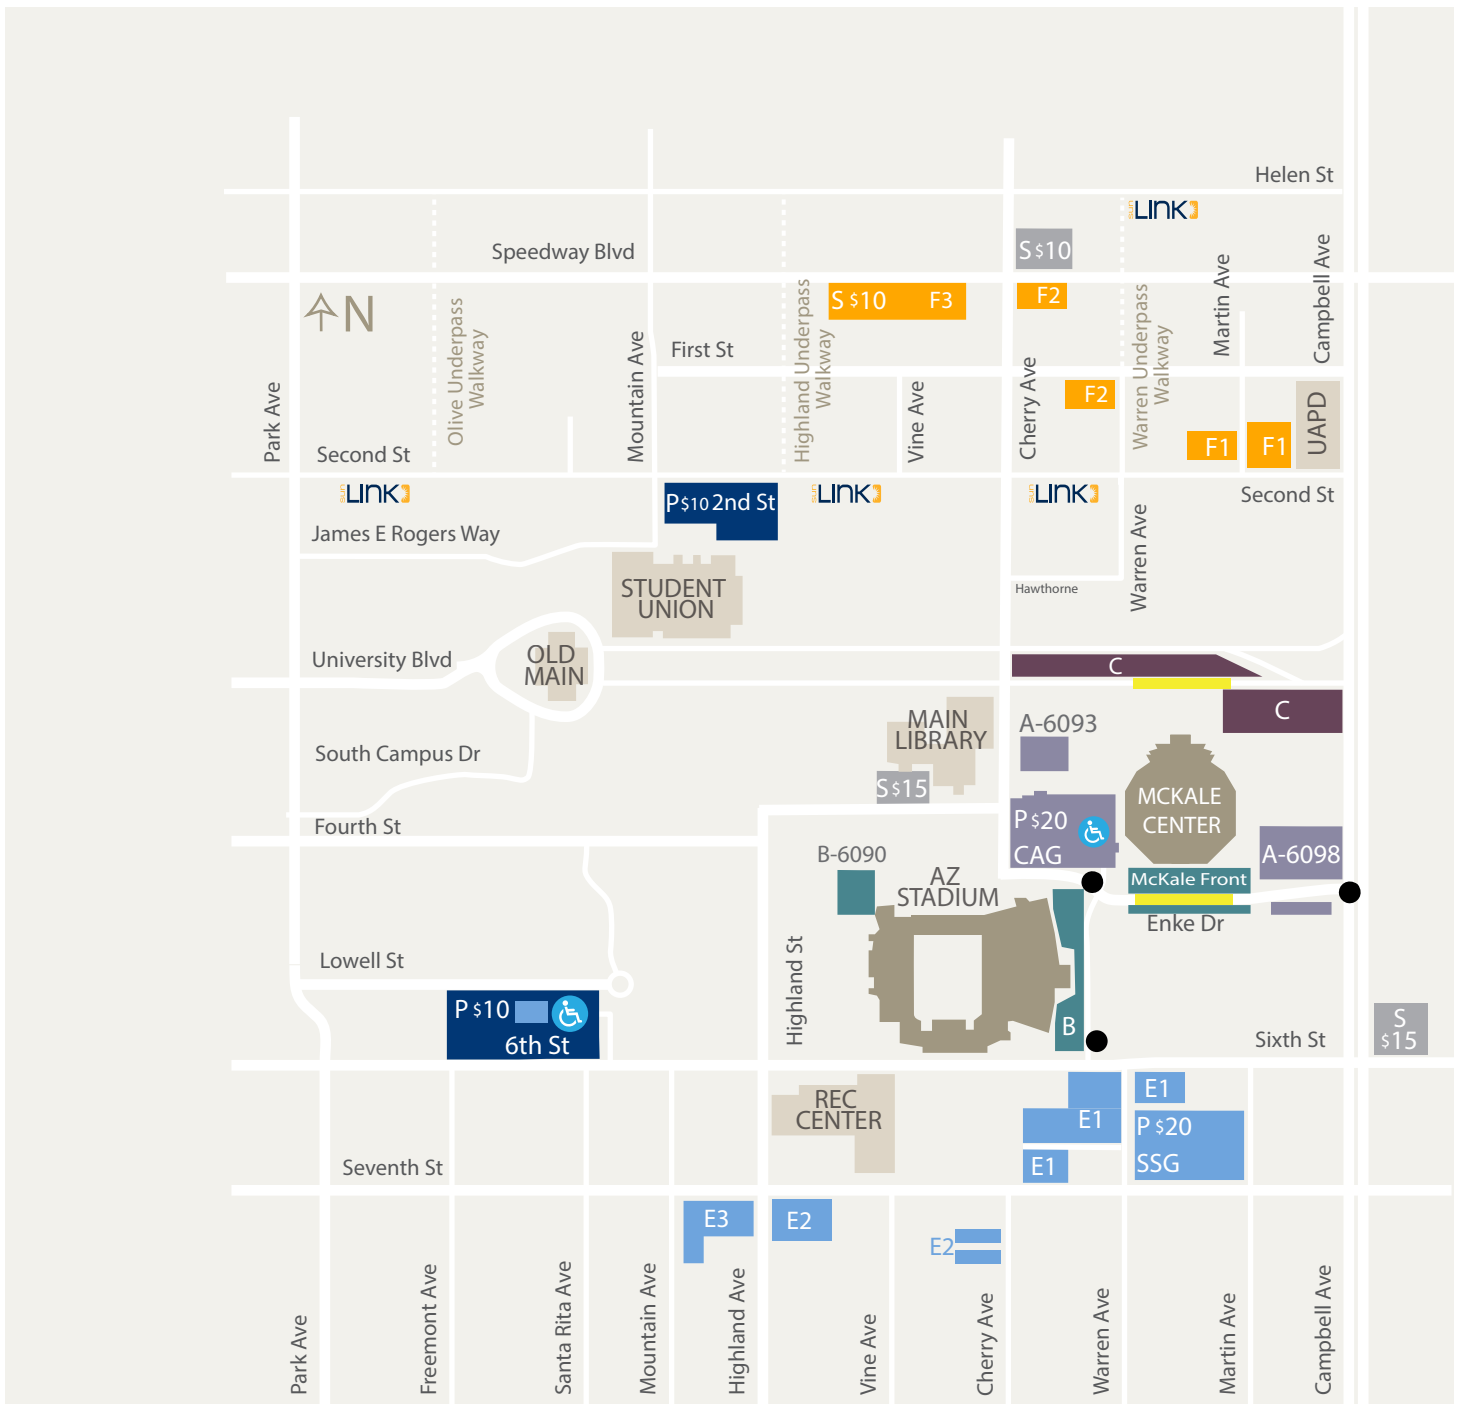 Helen St
sun LINK
Speedway Blvd
S $10
Campbell Ave
Martin Ave
N
Olive Underpass
Walkway
Highland Underpass
Walkway
S $10 F3
F2
Warren Underpass
Walkway
Mountain Ave
First St
Park Ave
Vine Ave
Cherry Ave
F2
UAPD
F1
F1
Second St
sun LINK
P $10 2nd St
sun LINK
sun LINK
Second St
James E Rogers Way
Warren Ave
STUDENT
UNION
Hawthorne
University Blvd
OLD
MAIN
C
C
MAIN
LIBRARY
A-6093
South Campus Dr
S $15
MCKALE
CENTER
P $20
CAG
Fourth St
B-6090
AZ
STADIUM
A-6098
McKale Front
Enke Dr
Highland St
Lowell St
P $10
6th St
B
S
$15
Sixth St
REC
CENTER
E1
E1
P $20
SSG
E1
Seventh St
E3
E2
E2
Park Ave
Freemont Ave
Santa Rita Ave
Mountain Ave
Highland Ave
Vine Ave
Cherry Ave
Warren Ave
Martin Ave
Campbell Ave